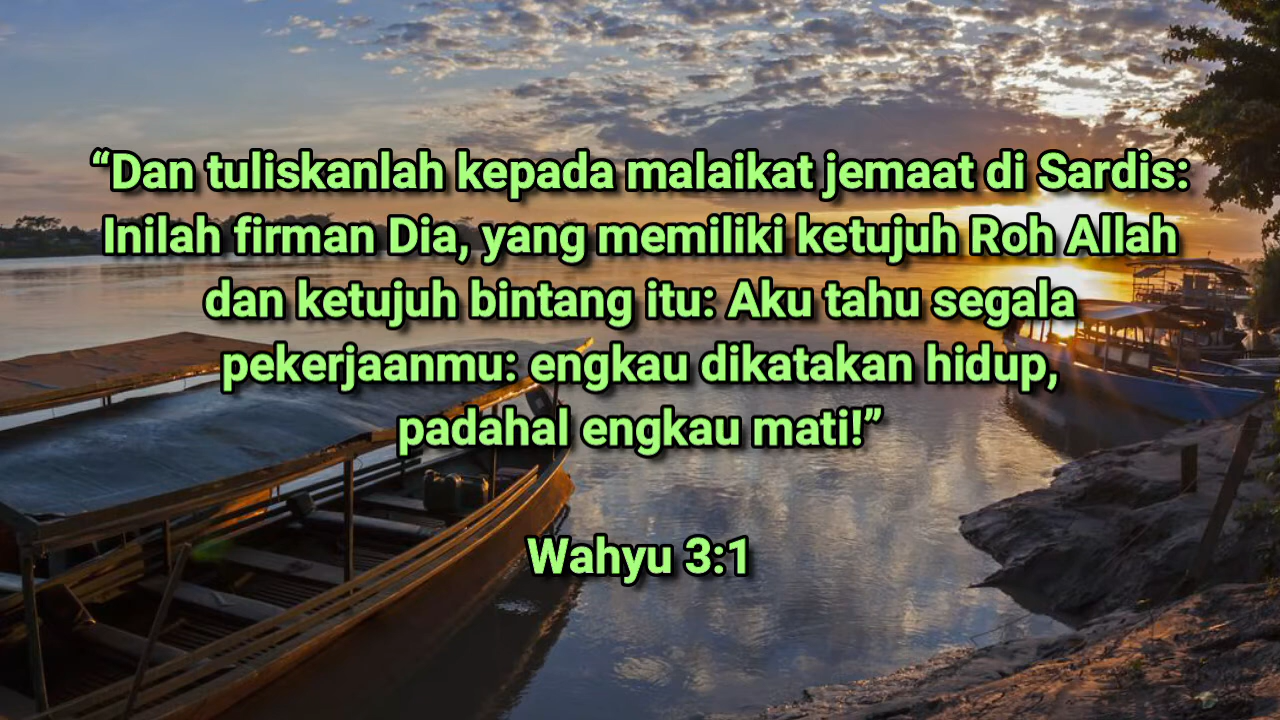 “Dan tuliskanlah kepada malaikat jemaat di Sardis:
Inilah firman Dia, yang memiliki ketujuh Roh Allah
dan ketujuh bintang itu: Aku tahu segala
pekerjaanmu: engkau dikatakan hidup,
padahal engkau mati!”
Wahyu 3:1